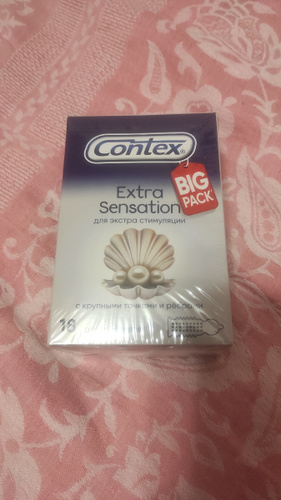 Contex®
Extra
Sensation
для экстра стимуляции
BIG
PACK
с крупными точками и ребрами
18